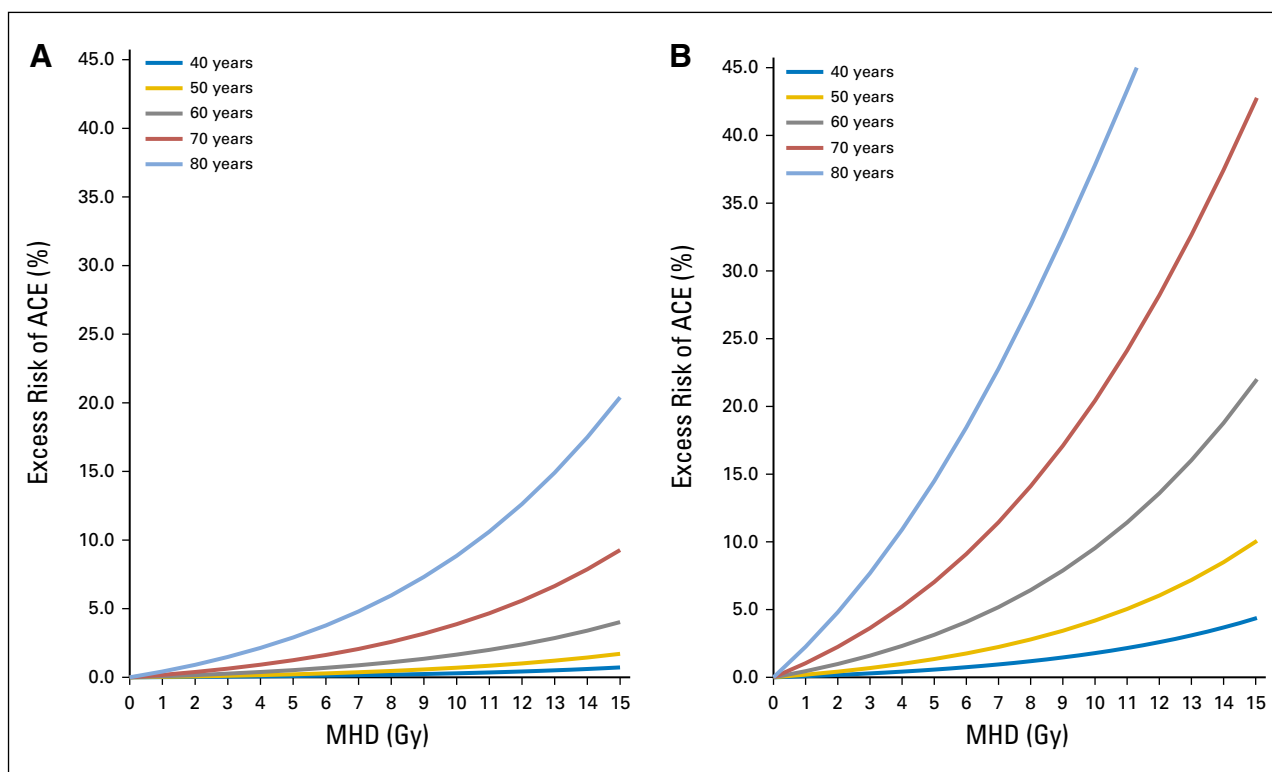 A
40 years
50 years
60 years
70 years
80 years
Excess Risk of ACE (%)
45.0
40.0
35.0
30.0
25.0
20.0
15.0
10.0
5.0
0.0
0 1 2 3 4 5 6 7 8 9 10 11 12 13 14 15
MHD (Gy)
B
40 years
50 years
60 years
70 years
80 years
Excess Risk of ACE (%)
45.0
40.0
35.0
30.0
25.0
20.0
15.0
10.0
5.0
0.0
0 1 2 3 4 5 6 7 8 9 10 11 12 13 14 15
MHD (Gy)